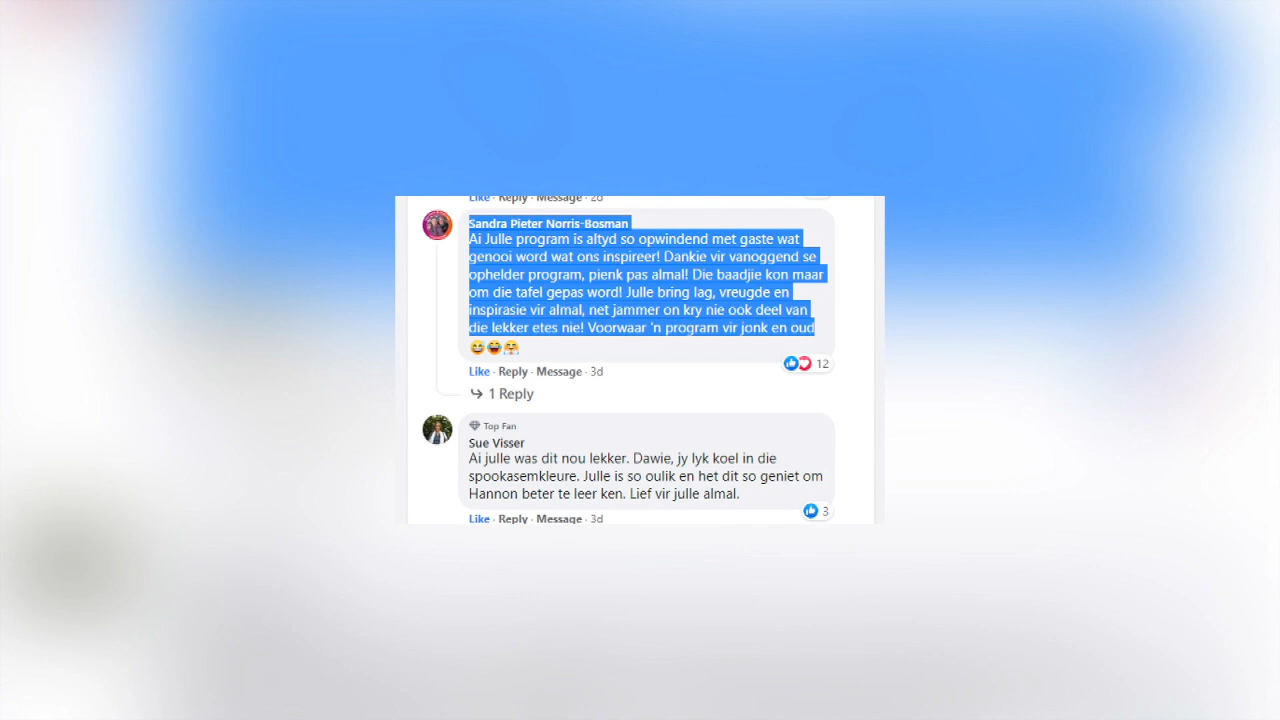 Like · Reply · Message · 2d
Sandra Pieter Norris-Bosman
Ai Julle program is altyd so opwindend met gaste wat
genooi word wat ons inspireer! Dankie vir vanoggend se
ophelder program, pienk pas almal! Die baadjie kon maar
om die tafel gepas word! Julle bring lag, vreugde en
inspirasie vir almal, net jammer on kry nie ook deel van
die lekker etes nie! Voorwaar 'n program vir jonk en oud
😅😂🤗
12
Like · Reply · Message · 3d
1 Reply
Top Fan
Sue Visser
Ai julle was dit nou lekker. Dawie, jy lyk koel in die
spookasemkleure. Julle is so oulik en het dit so geniet om
Hannon beter te leer ken. Lief vir julle almal.
3
Like · Reply · Message · 3d